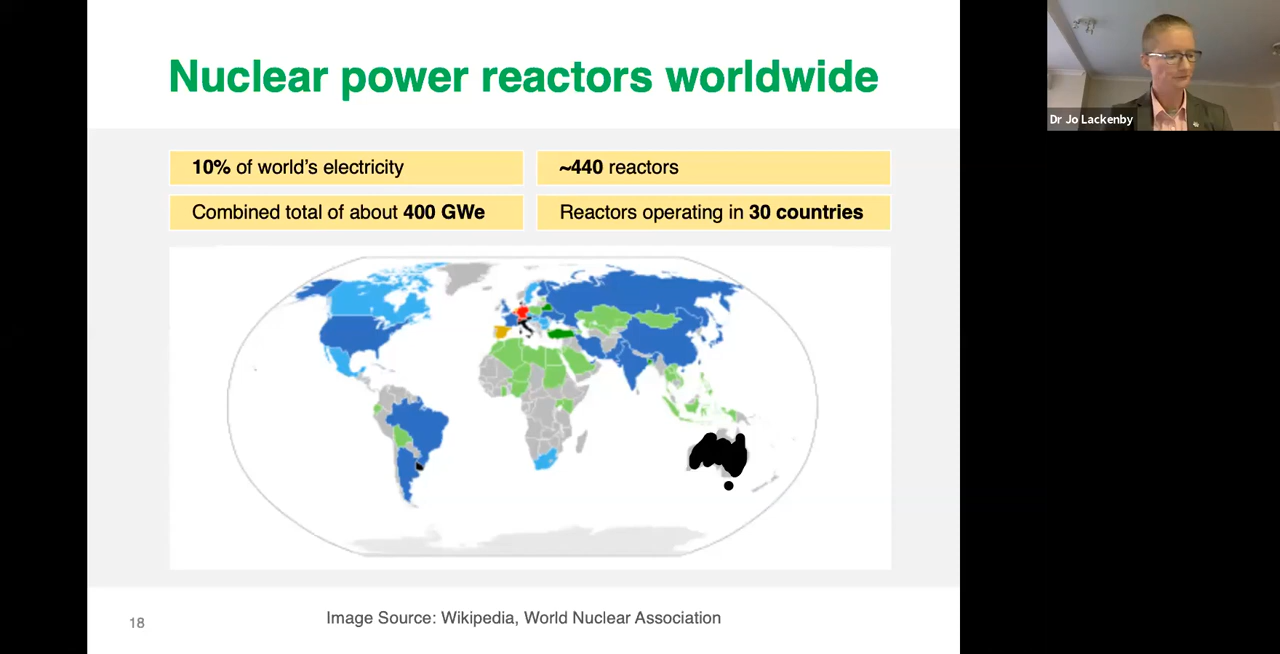 Nuclear power reactors worldwide
10% of world's electricity
~440 reactors
Combined total of about 400 GWe
Reactors operating in 30 countries
Image Source: Wikipedia, World Nuclear Association
18
Dr Jo Lackenby